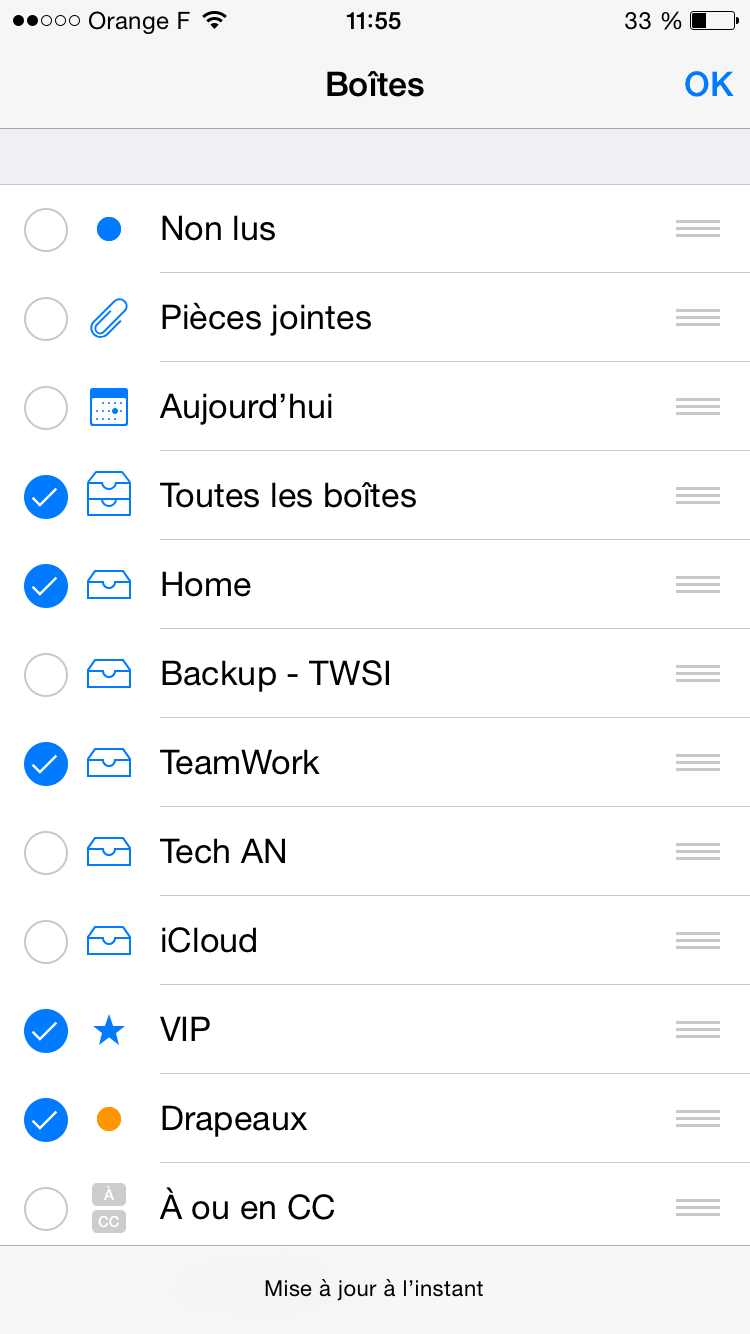 Orange F 11:55 33 %
Boîtes OK
Non lus
Pièces jointes
Aujourd’hui
Toutes les boîtes
Home
Backup - TWSI
TeamWork
Tech AN
iCloud
VIP
Drapeaux
À
CC
À ou en CC
Mise à jour à l’instant